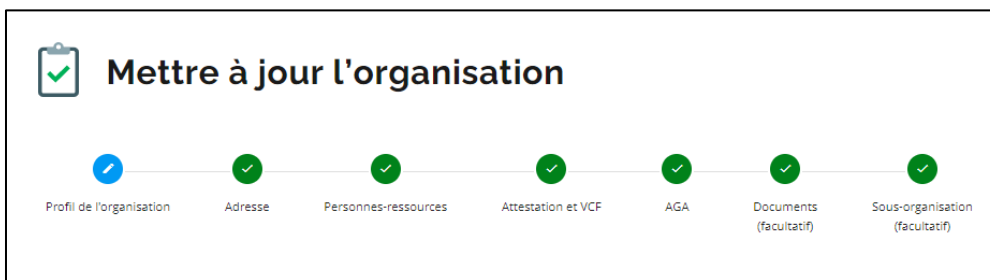 Mettre à jour l'organisation
Profil de l'organisation
Adresse
Personnes-ressources
Attestation et VCF
AGA
Documents
(facultatif)
Sous-organisation
(facultatif)